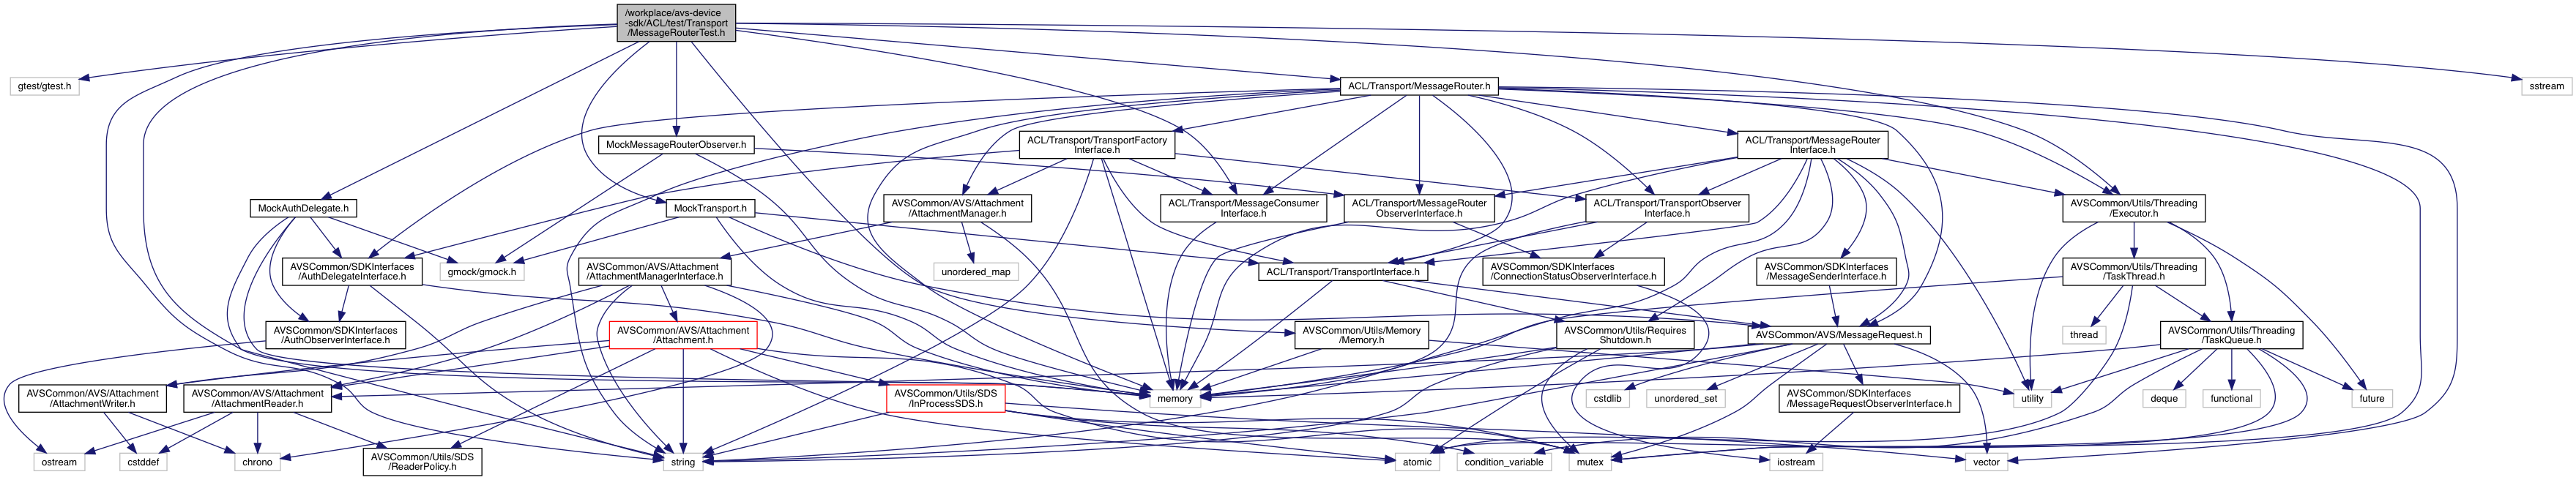 /workplace/avs-device
-sdk/ACL/test/Transport
/MessageRouterTest.h
gtest/gtest.h
ACL/Transport/MessageRouter.h
sstream
MockMessageRouterObserver.h
ACL/Transport/TransportFactory
Interface.h
ACL/Transport/MessageRouter
Interface.h
MockAuthDelegate.h
MockTransport.h
AVSCommon/AVS/Attachment
/AttachmentManager.h
ACL/Transport/MessageConsumer
Interface.h
ACL/Transport/MessageRouter
ObserverInterface.h
ACL/Transport/TransportObserver
Interface.h
AVSCommon/Utils/Threading
/Executor.h
AVSCommon/SDKInterfaces
/AuthDelegateInterface.h
gmock/gmock.h
AVSCommon/AVS/Attachment
/AttachmentManagerInterface.h
unordered_map
ACL/Transport/TransportInterface.h
AVSCommon/SDKInterfaces
/ConnectionStatusObserverInterface.h
AVSCommon/SDKInterfaces
/MessageSenderInterface.h
AVSCommon/Utils/Threading
/TaskThread.h
AVSCommon/SDKInterfaces
/AuthObserverInterface.h
AVSCommon/AVS/Attachment
/Attachment.h
AVSCommon/Utils/Memory
/Memory.h
AVSCommon/Utils/Requires
Shutdown.h
AVSCommon/AVS/MessageRequest.h
thread
AVSCommon/Utils/Threading
/TaskQueue.h
AVSCommon/AVS/Attachment
/AttachmentWriter.h
AVSCommon/AVS/Attachment
/AttachmentReader.h
AVSCommon/Utils/SDS
/InProcessSDS.h
memory
cstdlib
unordered_set
AVSCommon/SDKInterfaces
/MessageRequestObserverInterface.h
utility
deque
functional
future
ostream
cstddef
chrono
AVSCommon/Utils/SDS
/ReaderPolicy.h
string
atomic
condition_variable
mutex
iostream
vector